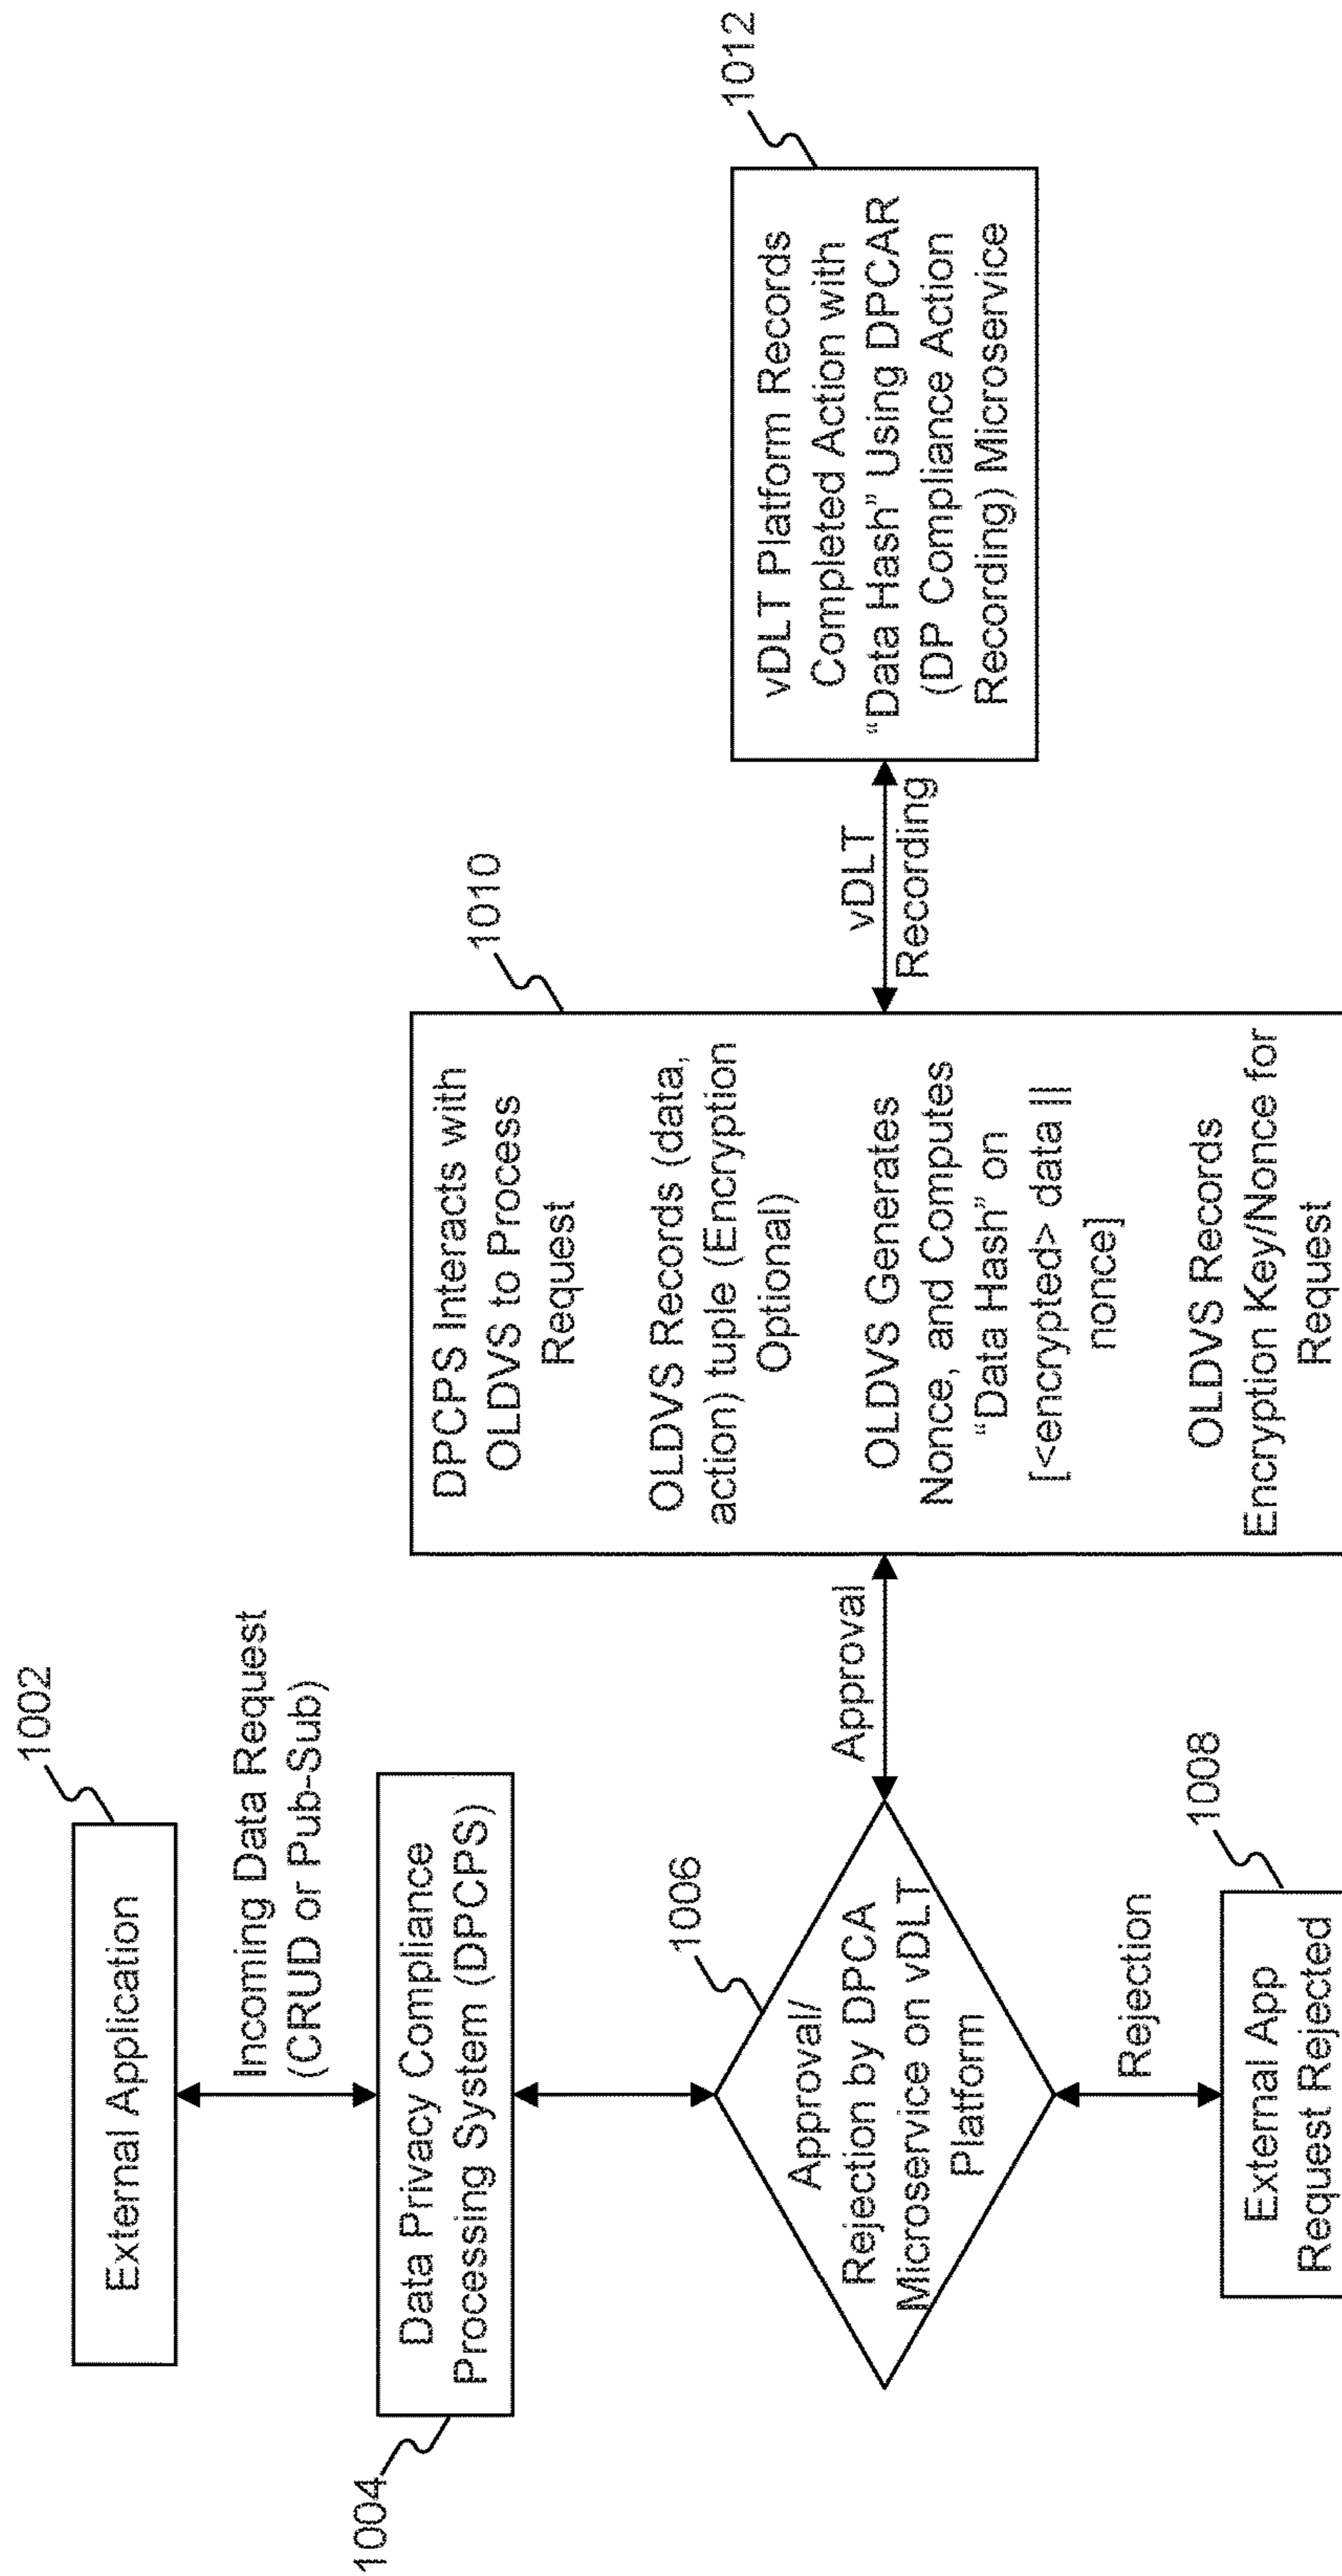 1002
External Application
Incoming Data Request
(CRUD or Pub-Sub)
1004
Data Privacy Compliance
Processing System (DPCPS)
1006
Approval/
Rejection by DPCA
Microservice on vDLT
Platform
Approval
Rejection
1008
External App
Request Rejected
1010
DPCPS Interacts with
OLDVS to Process
Request
OLDVS Records (data,
action) tuple (Encryption
Optional)
OLDVS Generates
Nonce, and Computes
"Data Hash" on
[<encrypted> data ||
nonce]
OLDVS Records
Encryption Key/Nonce for
Request
vDLT
Recording
1012
vDLT Platform Records
Completed Action with
“Data Hash” Using DPCAR
(DP Compliance Action
Recording) Microservice